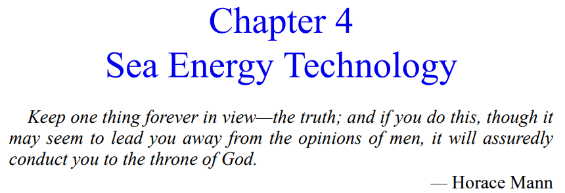 Chapter 4
Sea Energy Technology
Keep one thing forever in view—the truth; and if you do this, though it
may seem to lead you away from the opinions of men, it will assuredly
conduct you to the throne of God.
— Horace Mann